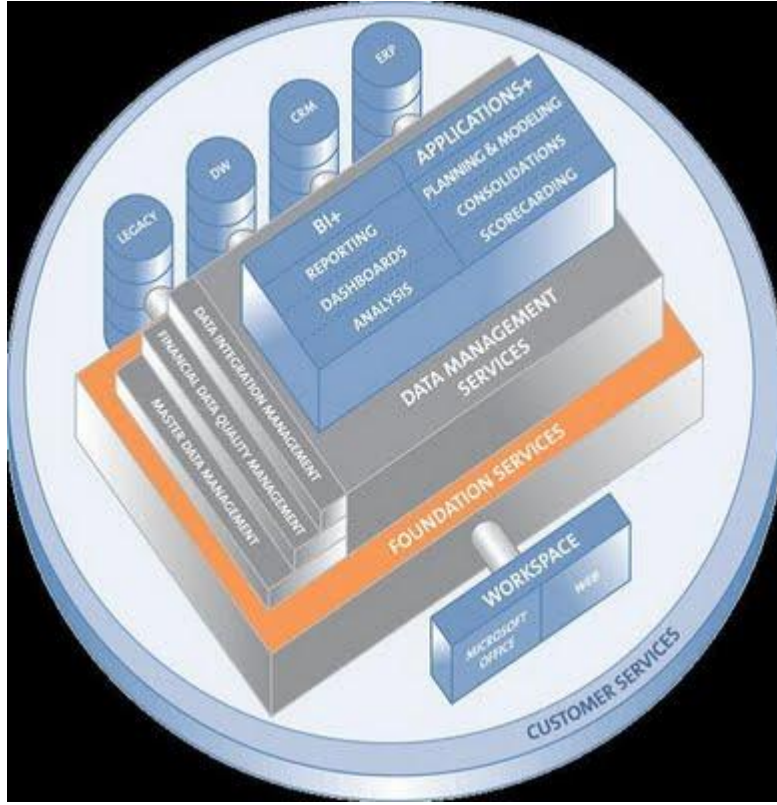 ERP
CRM
DW
LEGACY
BI+
REPORTING
DASHBOARDS
ANALYSIS
APPLICATIONS+
PLANNING & MODELING
CONSOLIDATIONS
SCORECARDING
DATA INTEGRATION MANAGEMENT
FINANCIAL DATA QUALITY MANAGEMENT
MASTER DATA MANAGEMENT
DATA MANAGEMENT
SERVICES
FOUNDATION SERVICES
WORKSPACE
MICROSOFT
OFFICE
WEB
CUSTOMER SERVICES